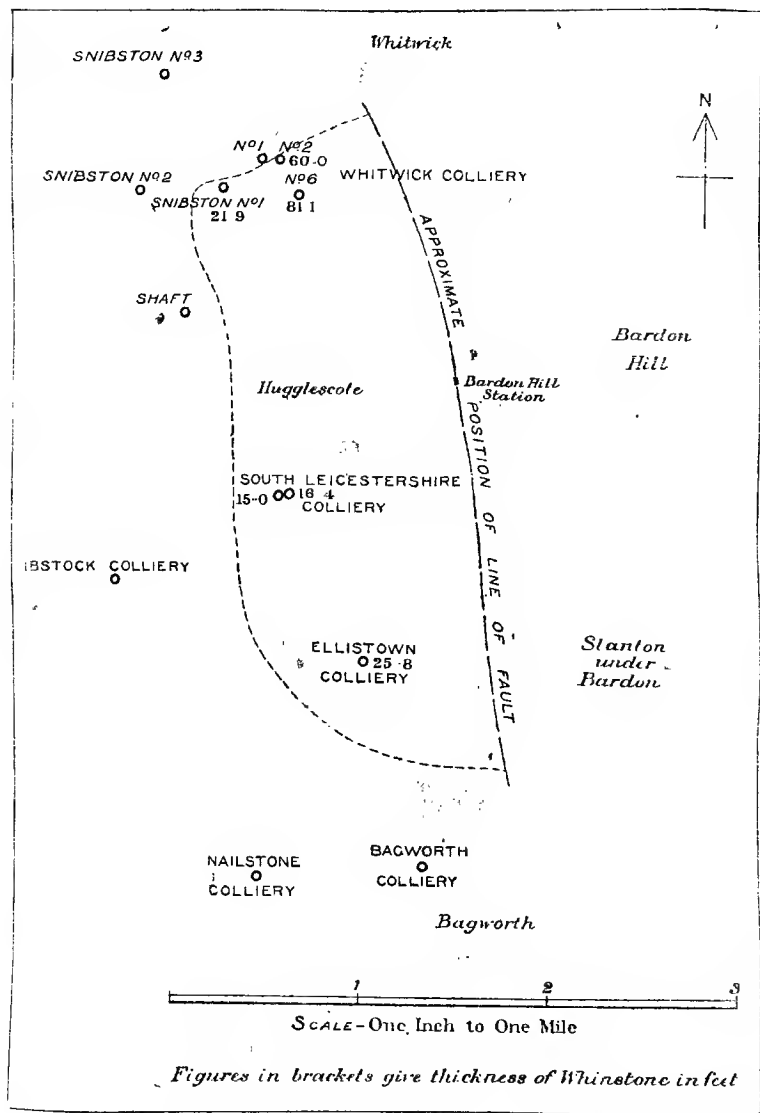 Whitwick
SNIBSTON Nº3
N
Nº1
Nº2
60-0
WHITWICK COLLIERY
SNIBSTON Nº2
Nº6
SNIBSTON Nº1
21 9
81 1
SHAFT
APPROXIMATE POSITION OF LINE OF FAULT
Bardon
Hill
Hugglescote
Bardon Hill
Station
SOUTH LEICESTERSHIRE
15-0
16 4
COLLIERY
IBSTOCK COLLIERY
ELLISTOWN
25-8
COLLIERY
Stanton
under
Bardon
NAILSTONE
COLLIERY
BAGWORTH
COLLIERY
Bagworth
1 2 3
SCALE-One Inch to One Mile
Figures in brackets give thickness of Whinstone in feet